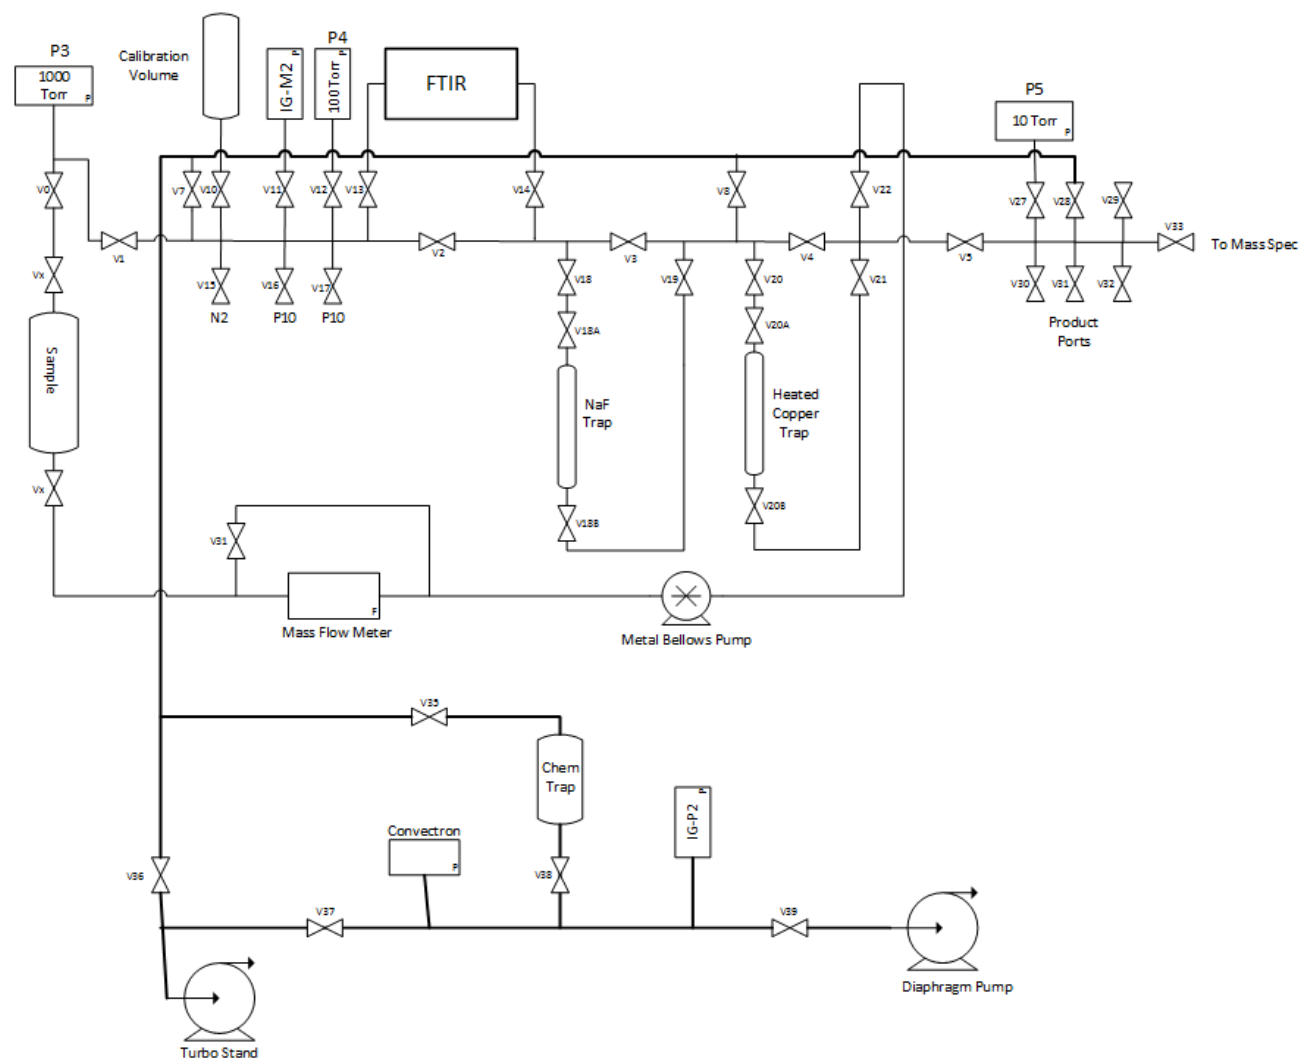 P3
1000
Torr
P
Calibration
Volume
IG-M2
P
P4
100 Torr
P
FTIR
P5
10 Torr
P
V0
V7
V10
V11
V12
V13
V14
V8
V22
V27
V28
V29
V33
To Mass Spec
V1
V2
V3
V4
V5
Vx
V15
V16
V17
V18
V19
V20
V21
V30
V31
V32
N2
P10
P10
Product
Ports
V18A
V20A
Sample
NaF
Trap
Heated
Copper
Trap
Vx
V18B
V20B
V31
F
Mass Flow Meter
Metal Bellows Pump
V35
Chem
Trap
IG-P2
P
Convectron
P
V36
V38
V37
V39
Diaphragm Pump
Turbo Stand